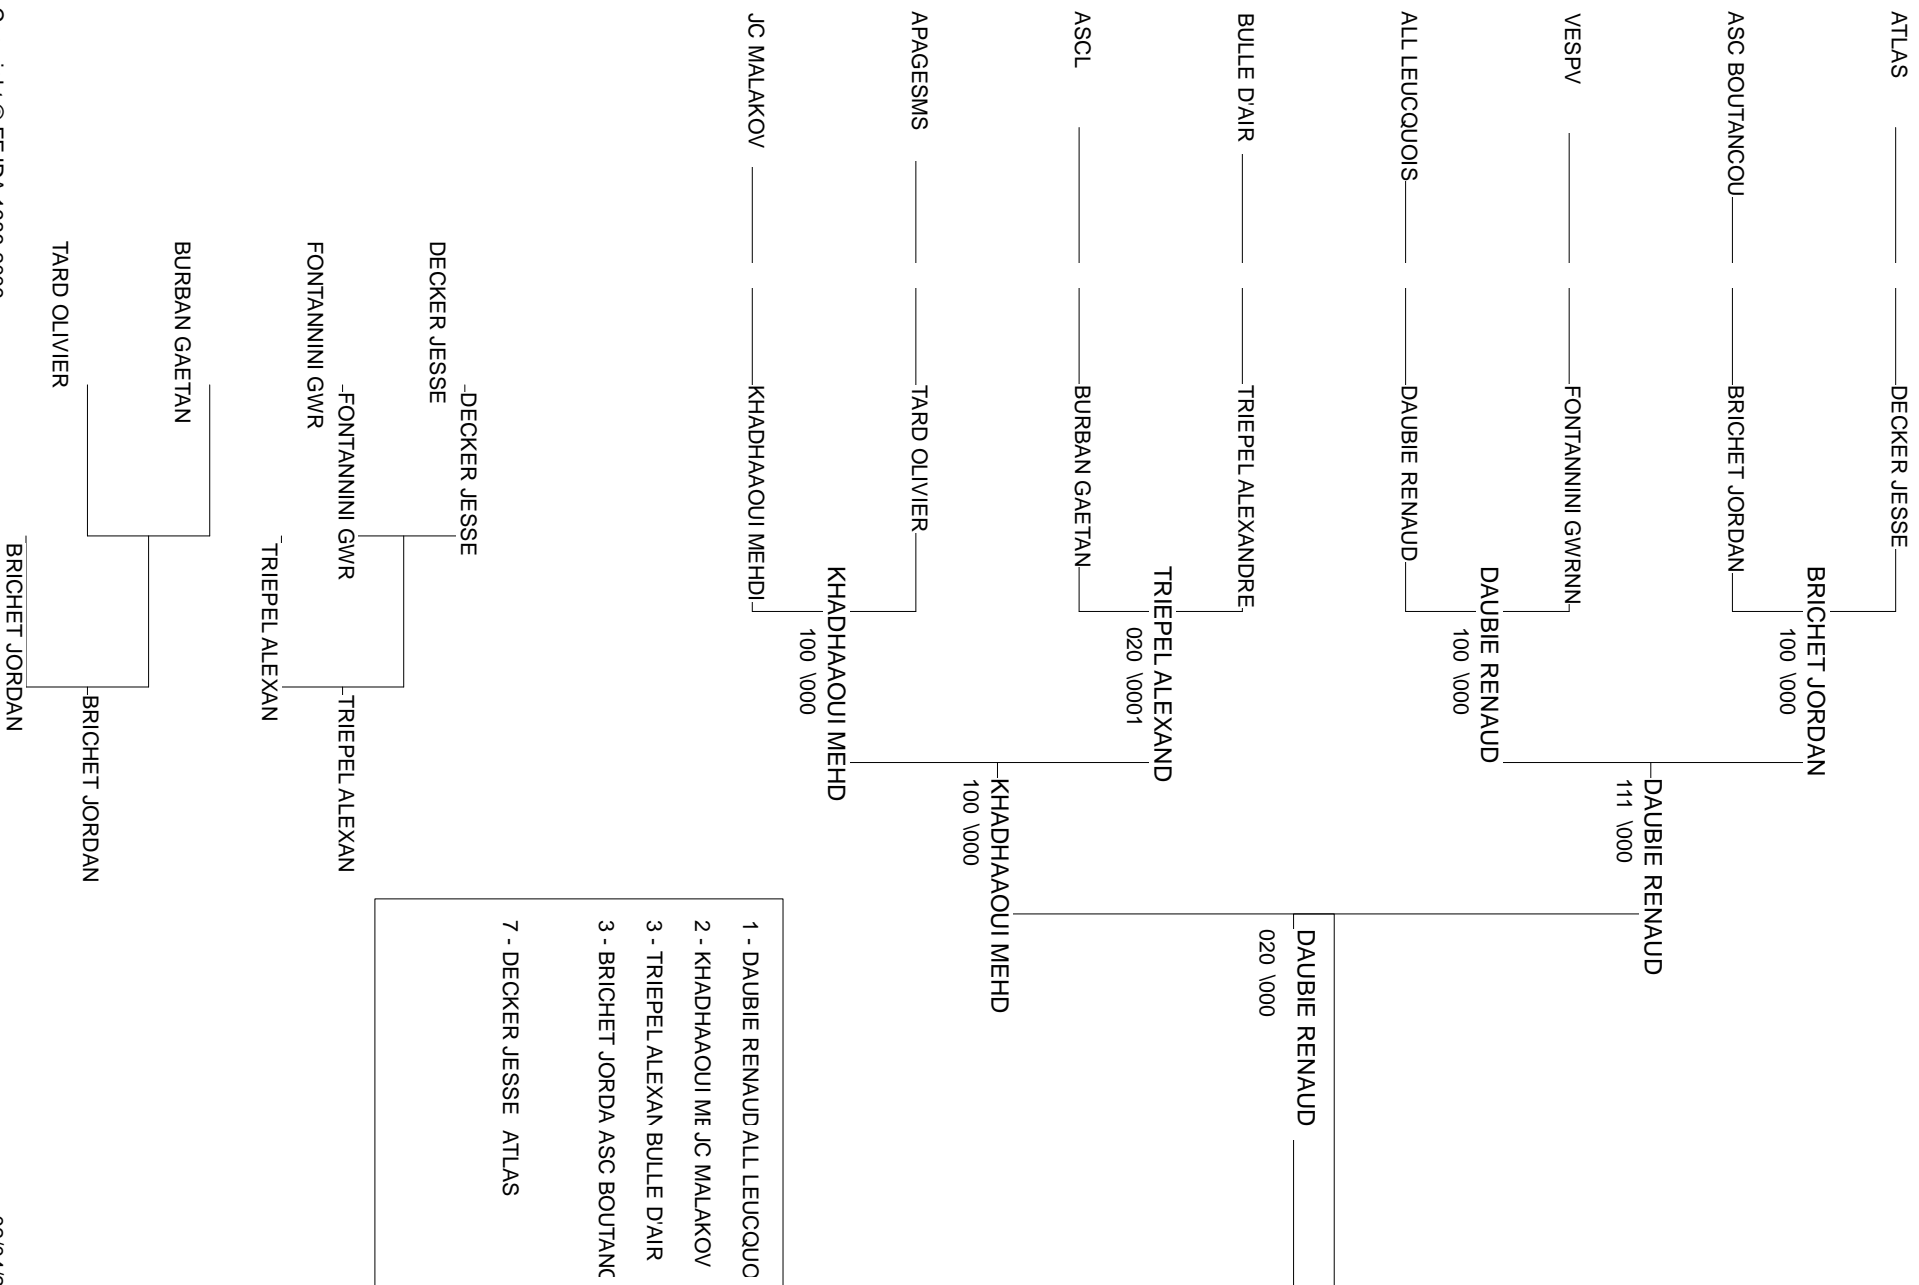 ATLAS
DECKER JESSE
BRICHET JORDAN
100 \000
ASC BOUTANCOU
BRICHET JORDAN
DAUBIE RENAUD
111 \000
VESPV
FONTANNINI GWRNN
DAUBIE RENAUD
100 \000
ALL LEUCQUOIS
DAUBIE RENAUD
DAUBIE RENAUD
020 \000
BULLE D'AIR
TRIEPEL ALEXANDRE
TRIEPEL ALEXAND
020 \0001
ASCL
BURBAN GAETAN
KHADHAAOUI MEHD
100 \000
APAGESMS
TARD OLIVIER
KHADHAAOUI MEHD
100 \000
JC MALAKOV
KHADHAAOUI MEHDI
1 - DAUBIE RENAUD ALL LEUCQUO
2 - KHADHAAOUI ME JC MALAKOV
3 - TRIEPEL ALEXAN BULLE D'AIR
3 - BRICHET JORDA ASC BOUTANC
7 - DECKER JESSE ATLAS
DECKER JESSE
DECKER JESSE
FONTANNINI GWR
FONTANNINI GWR
TRIEPEL ALEXAN
TRIEPEL ALEXAN
BURBAN GAETAN
TARD OLIVIER
BRICHET JORDAN
BRICHET JORDAN